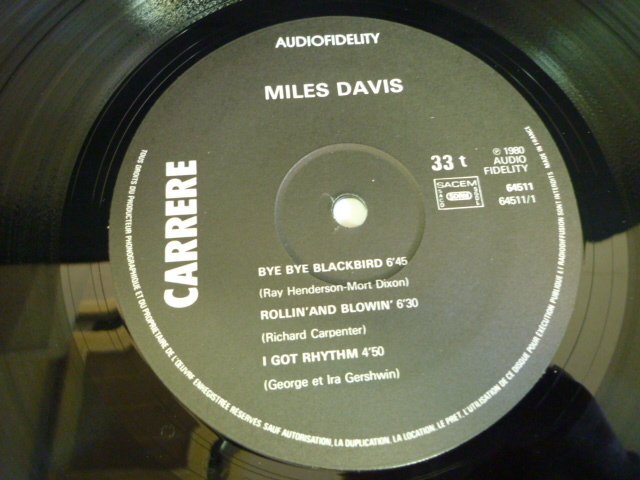 AUDIOFIDELITY
MILES DAVIS
CARRERE
33 t
℗ 1980
AUDIO
FIDELITY
SACEM
64511
64511/1
BYE BYE BLACKBIRD 6'45
(Ray Henderson-Mort Dixon)
ROLLIN' AND BLOWIN' 6'30
(Richard Carpenter)
I GOT RHYTHM 4'50
(George et Ira Gershwin)
TOUS DROITS DU PRODUCTEUR PHONOGRAPHIQUE ET DU PROPRIETAIRE DE L'ŒUVRE ENREGISTREE RESERVES. SAUF AUTORISATION, LA DUPLICATION, LA LOCATION, LE PRET, L'UTILISATION DE CE DISQUE POUR EXECUTION PUBLIQUE ET RADIODIFFUSION SONT INTERDITS MADE IN FRANCE